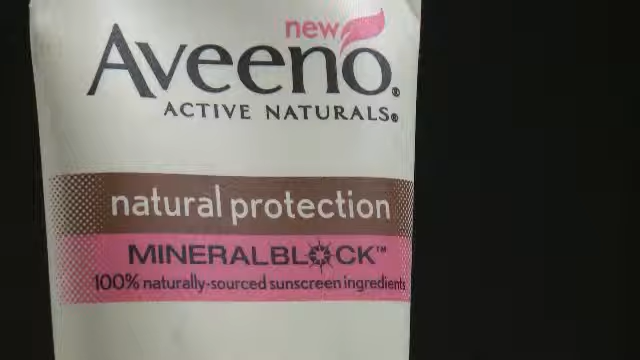 new
Aveeno®
ACTIVE NATURALS®
natural protection
MINERALBLOCK™
100% naturally-sourced sunscreen ingredients